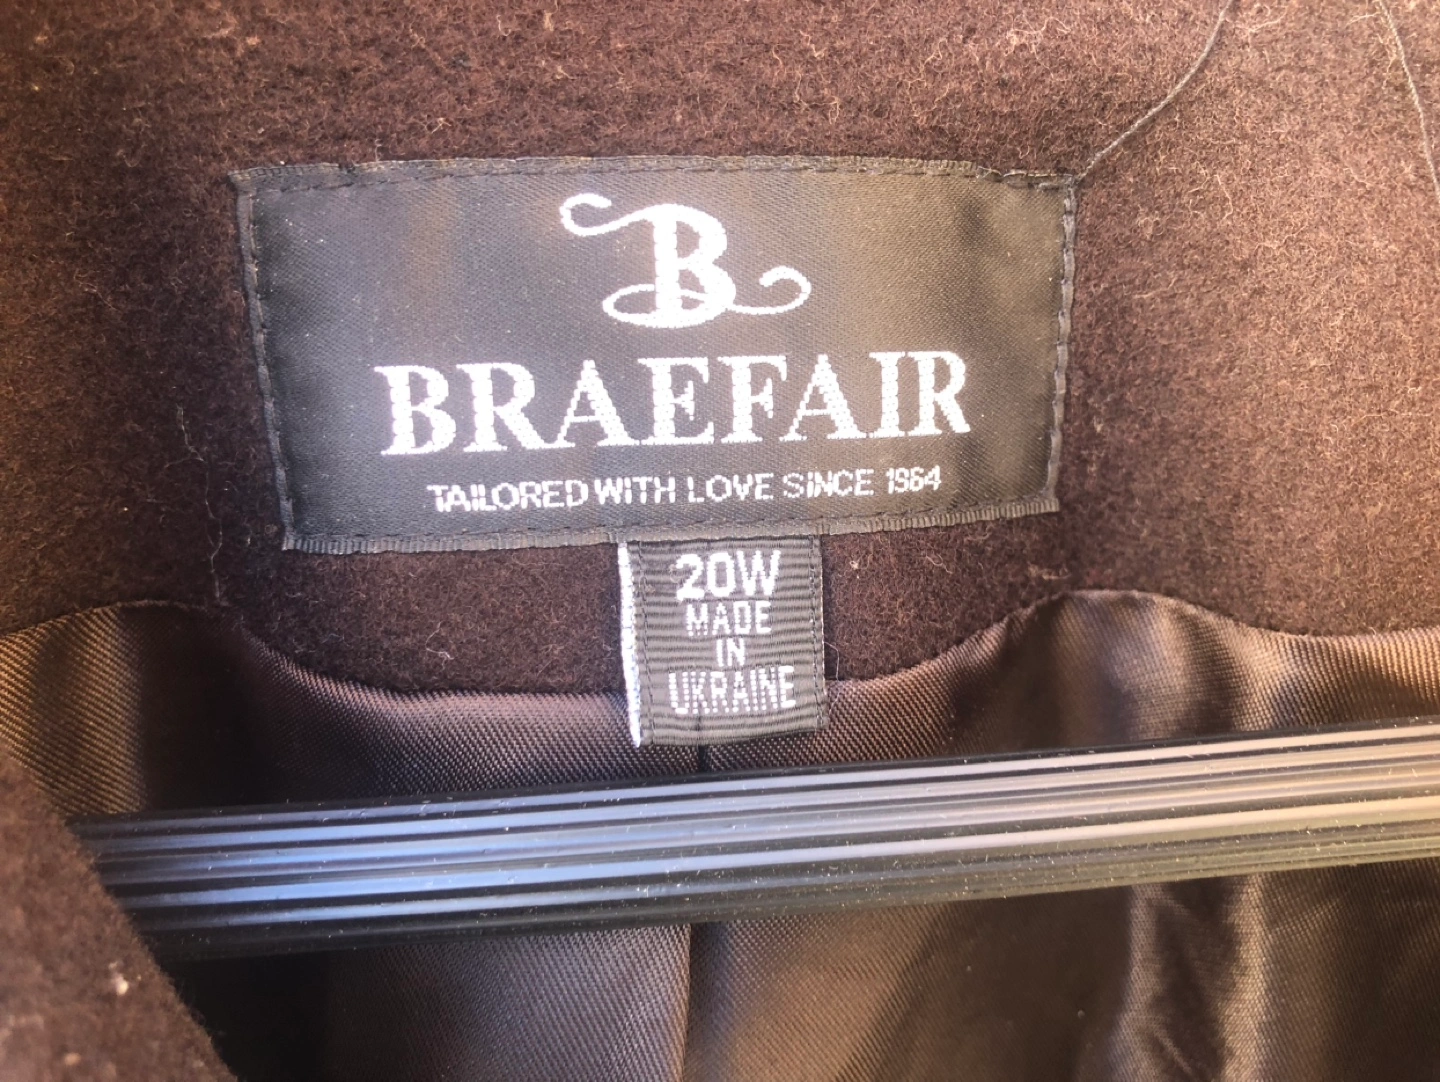 B
BRAEFAIR
TAILORED WITH LOVE SINCE 1964
20W
MADE
IN
UKRAINE